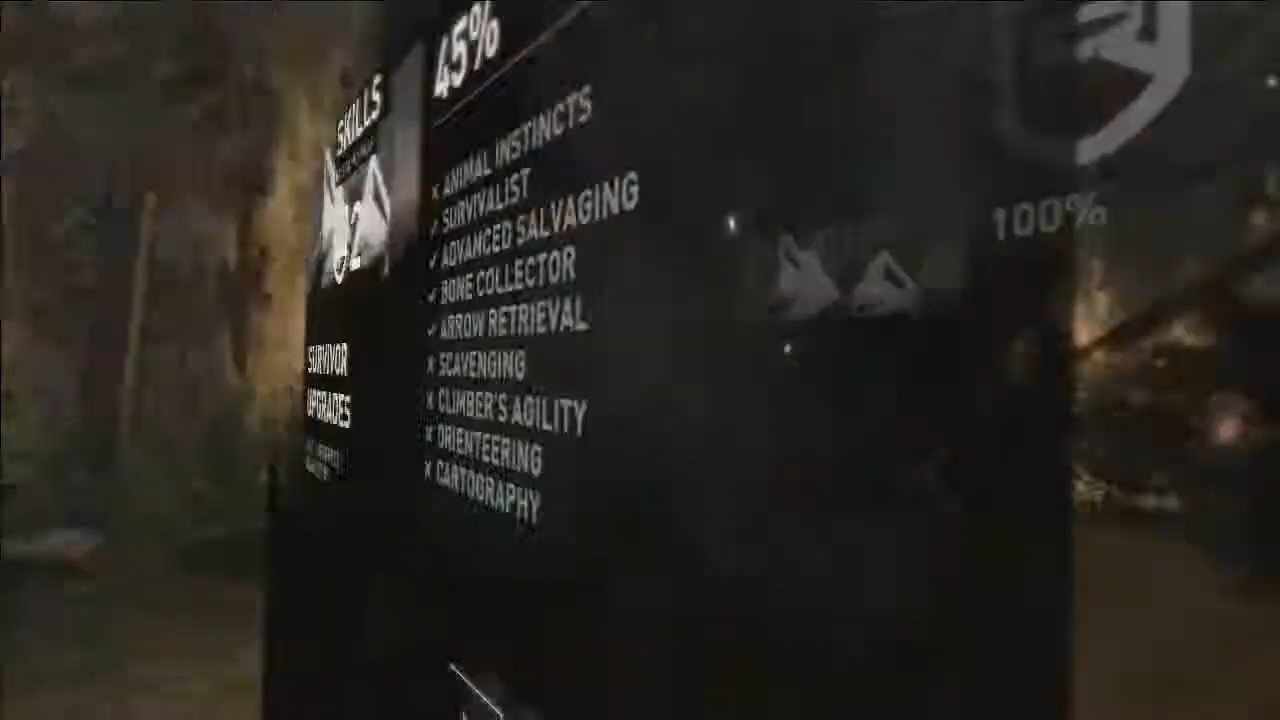 45%
SKILLS
02
SURVIVOR
UPGRADES
× ANIMAL INSTINCTS
✓ SURVIVALIST
✓ ADVANCED SALVAGING
✓ BONE COLLECTOR
✓ ARROW RETRIEVAL
× SCAVENGING
× CLIMBER'S AGILITY
× ORIENTEERING
× CARTOGRAPHY
100%